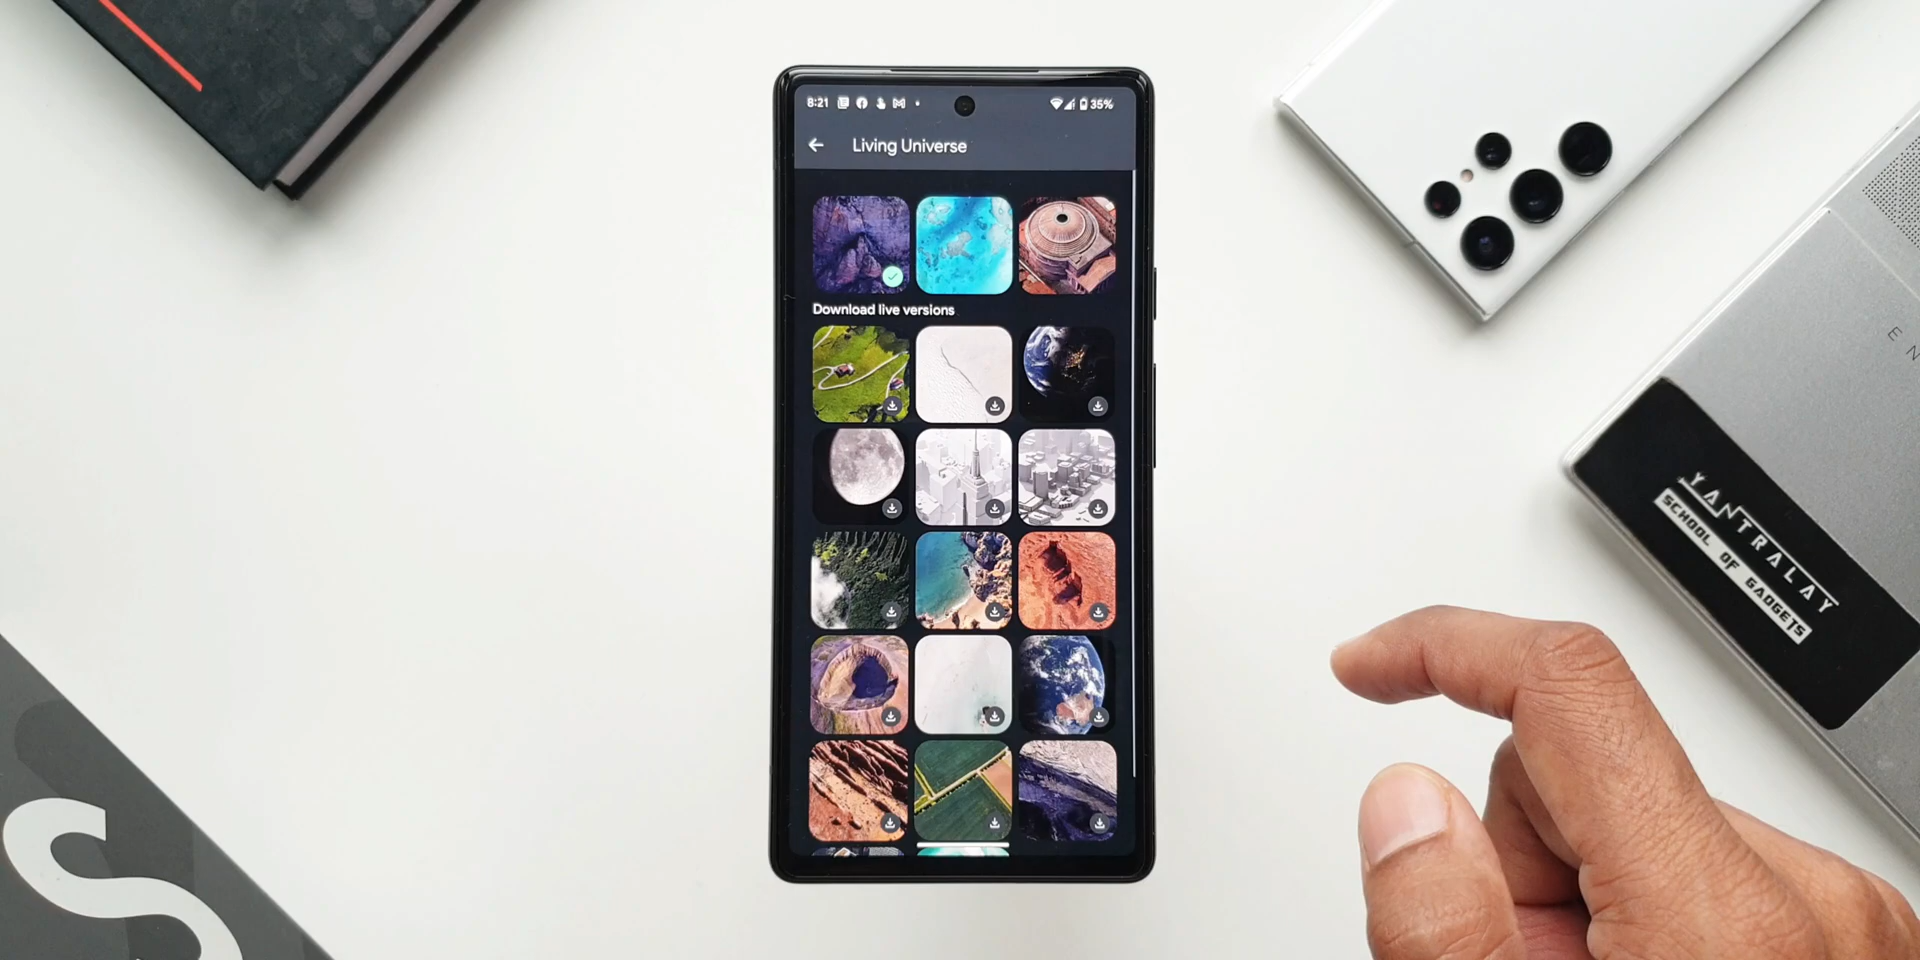 8:21
35%
Living Universe
Download live versions
YANTRALAY
SCHOOL OF GADGETS
S
E N